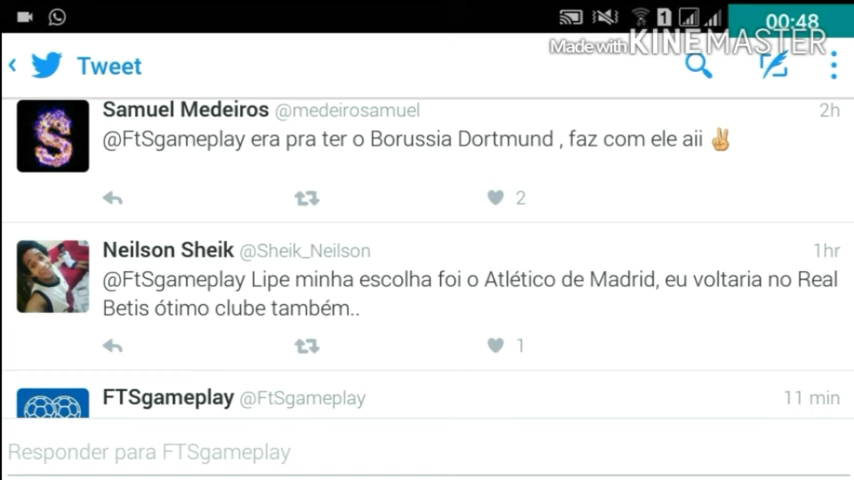 1
00:48
Made with KINEMASTER
Tweet
Samuel Medeiros @medeirosamuel 2h
@FtSgameplay era pra ter o Borussia Dortmund , faz com ele aii ✌
2
Neilson Sheik @Sheik_Neilson 1hr
@FtSgameplay Lipe minha escolha foi o Atlético de Madrid, eu voltaria no Real
Betis ótimo clube também..
1
FTSgameplay @FtSgameplay 11 min
Responder para FTSgameplay